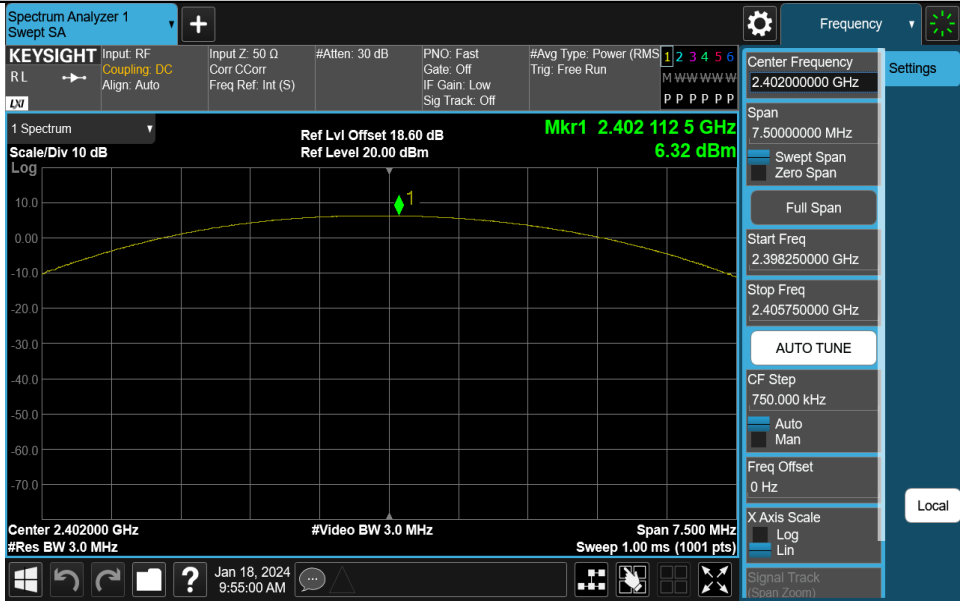 Spectrum Analyzer 1
Swept SA
+
Frequency
KEYSIGHT
RL
LXI
Input: RF
Coupling: DC
Align: Auto
Input Z: 50 Ω
Corr CCorr
Freq Ref: Int (S)
#Atten: 30 dB
PNO: Fast
Gate: Off
IF Gain: Low
Sig Track: Off
#Avg Type: Power (RMS
Trig: Free Run
1 2 3 4 5 6
M W W W W W
P P P P P P
1 Spectrum
Scale/Div 10 dB
Log
Ref Lvl Offset 18.60 dB
Ref Level 20.00 dBm
Mkr1 2.402 112 5 GHz
6.32 dBm
1
10.0
0.00
-10.0
-20.0
-30.0
-40.0
-50.0
-60.0
-70.0
Center 2.402000 GHz
#Res BW 3.0 MHz
#Video BW 3.0 MHz
Span 7.500 MHz
Sweep 1.00 ms (1001 pts)
Center Frequency
2.402000000 GHz
Span
7.50000000 MHz
Swept Span
Zero Span
Full Span
Start Freq
2.398250000 GHz
Stop Freq
2.405750000 GHz
AUTO TUNE
CF Step
750.000 kHz
Auto
Man
Freq Offset
0 Hz
X Axis Scale
Log
Lin
Signal Track
(Span Zoom)
Settings
Local
?
Jan 18, 2024
9:55:00 AM